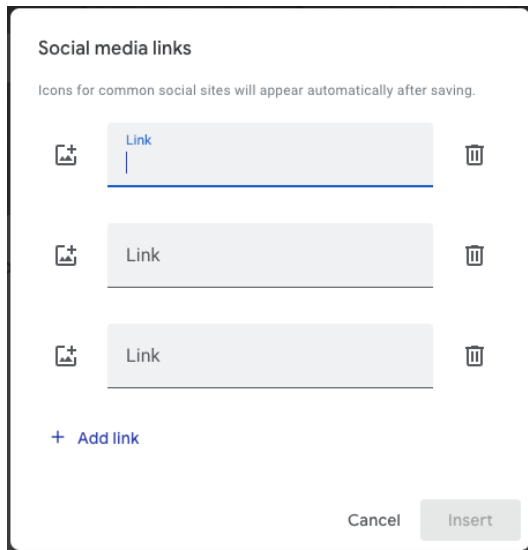 Social media links
Icons for common social sites will appear automatically after saving.
Link
Link
Link
+ Add link
Cancel Insert